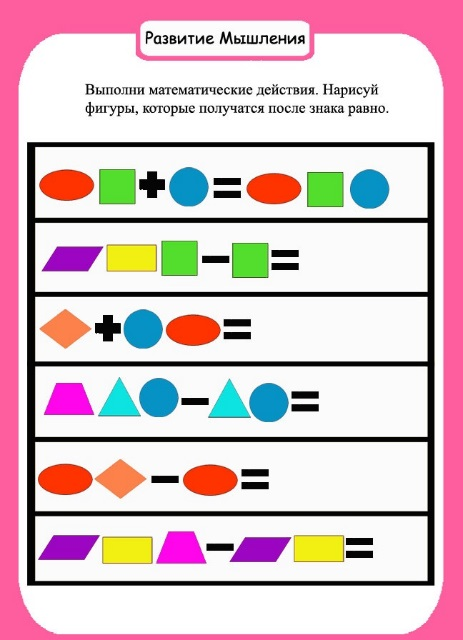 Развитие Мышления
Выполни математические действия. Нарисуй
фигуры, которые получатся после знака равно.